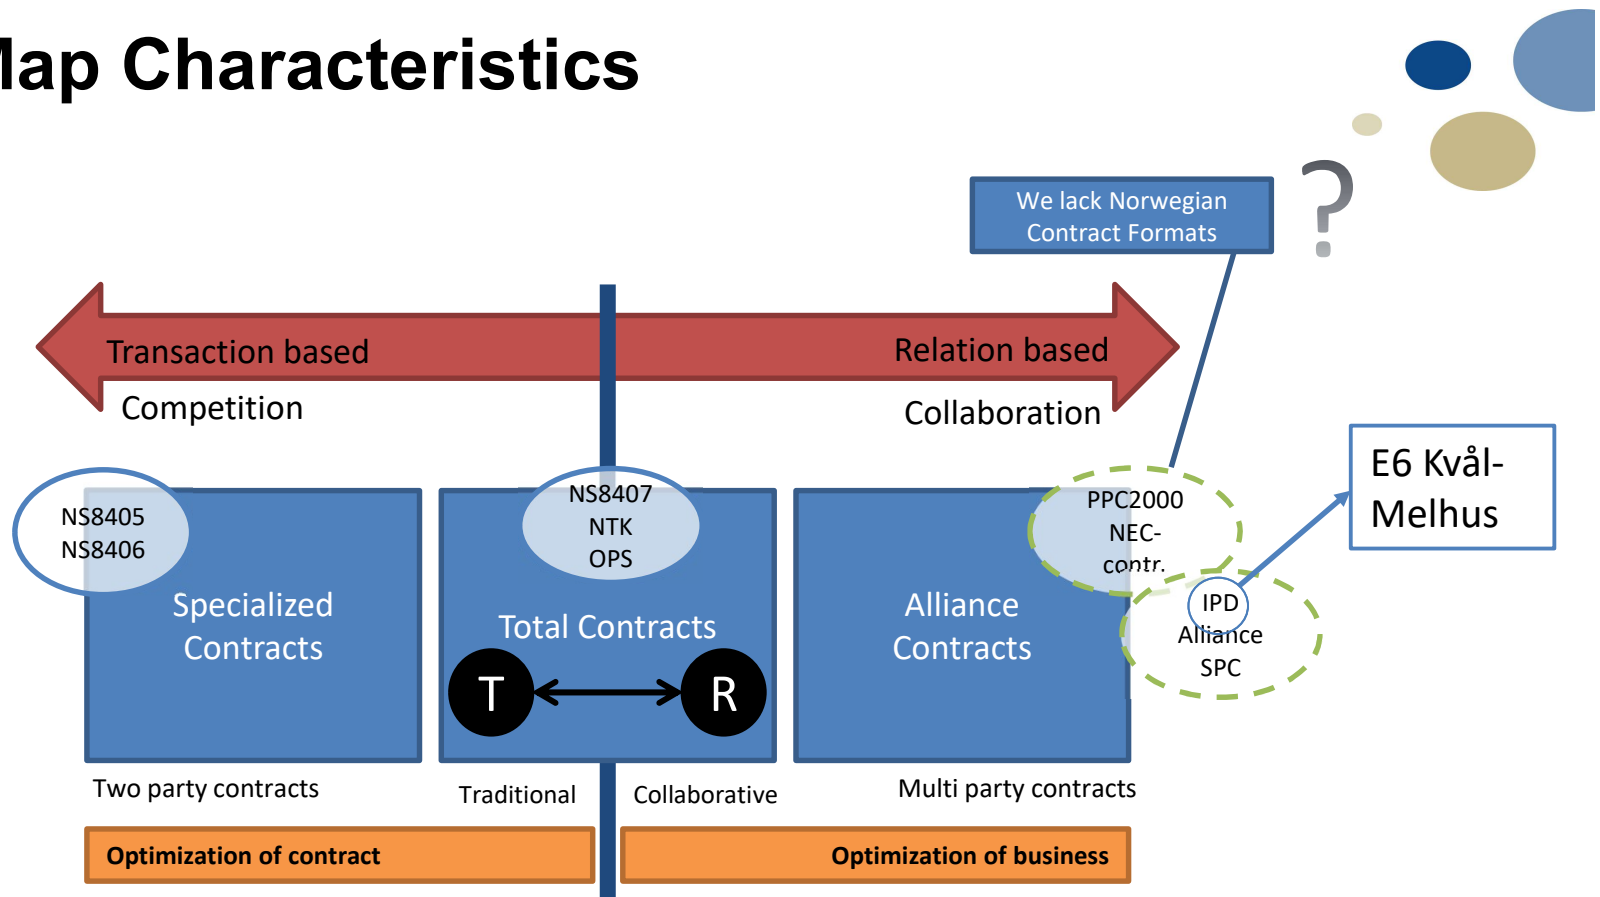 Map Characteristics
We lack Norwegian
Contract Formats
?
Transaction based
Relation based
Competition
Collaboration
NS8405
NS8406
NS8407
NTK
OPS
PPC2000
NEC-
contr.
E6 Kvål-
Melhus
IPD
Alliance
SPC
Specialized
Contracts
Total Contracts
Alliance
Contracts
T
R
Two party contracts
Traditional
Collaborative
Multi party contracts
Optimization of contract
Optimization of business